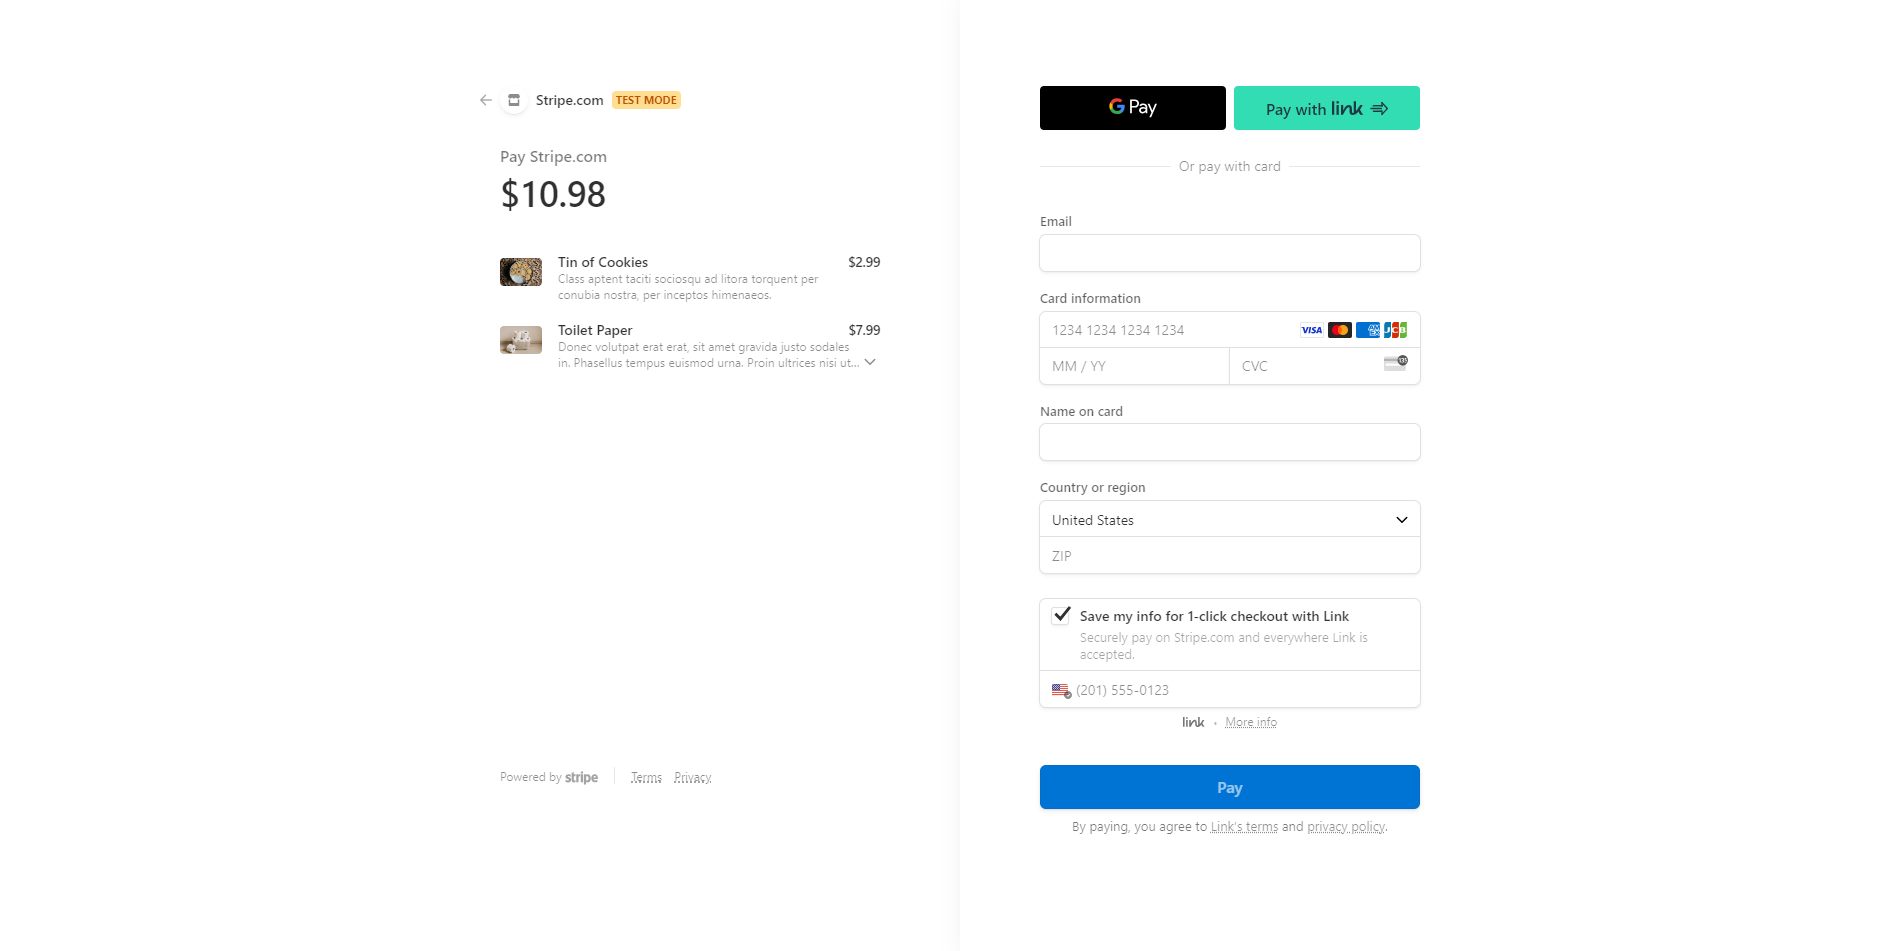 Stripe.com TEST MODE
Pay Stripe.com
$10.98
Tin of Cookies $2.99
Class aptent taciti sociosqu ad litora torquent per
conubia nostra, per inceptos himenaeos.
Toilet Paper $7.99
Donec volutpat erat erat, sit amet gravida justo sodales
in. Phasellus tempus euismod urna. Proin ultrices nisi ut...
Powered by stripe Terms Privacy
G Pay Pay with link
Or pay with card
Email
Card information
1234 1234 1234 1234 VISA AMEX JCB
MM / YY CVC 135
Name on card
Country or region
United States
ZIP
Save my info for 1-click checkout with Link
Securely pay on Stripe.com and everywhere Link is
accepted.
(201) 555-0123
link • More info
Pay
By paying, you agree to Link's terms and privacy policy.